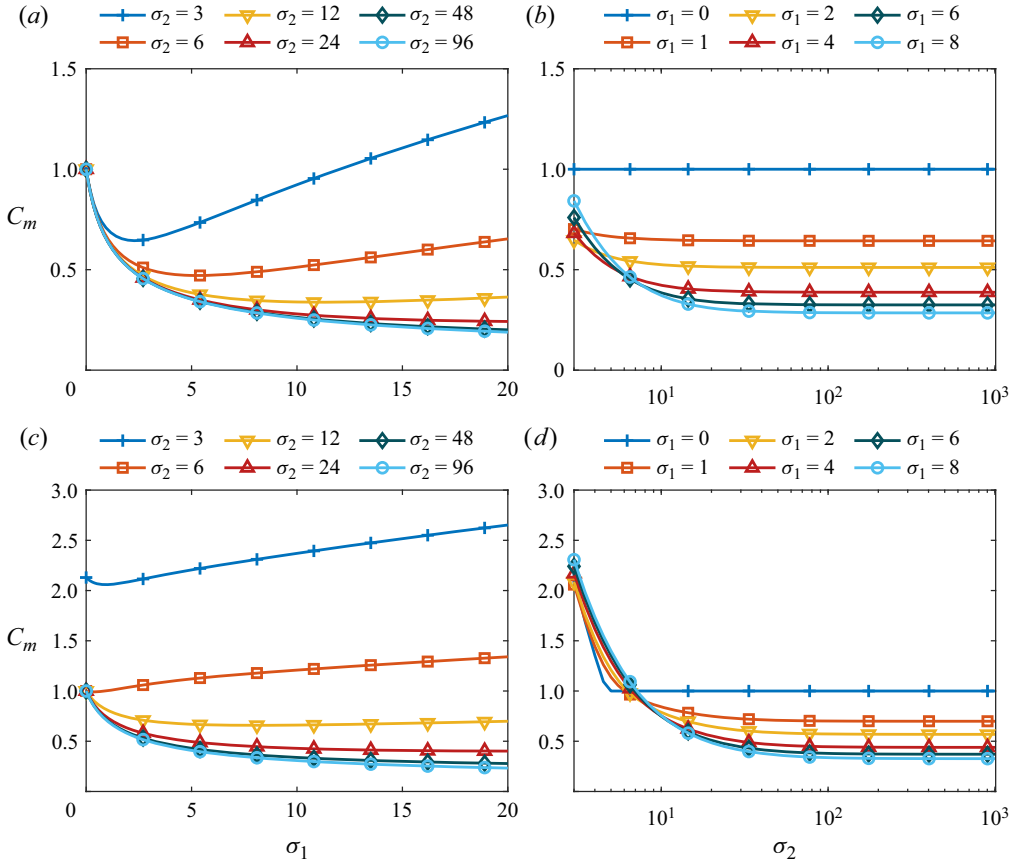 (a) σ2 = 3 σ2 = 12 σ2 = 48
σ2 = 6 σ2 = 24 σ2 = 96
1.5
1.0
Cm
0.5
0 5 10 15 20
(b) σ1 = 0 σ1 = 2 σ1 = 6
σ1 = 1 σ1 = 4 σ1 = 8
1.5
1.0
0.5
0
10^1 10^2 10^3
(c) σ2 = 3 σ2 = 12 σ2 = 48
σ2 = 6 σ2 = 24 σ2 = 96
3.0
2.5
2.0
1.5
Cm
1.0
0.5
0 5 10 15 20
σ1
(d) σ1 = 0 σ1 = 2 σ1 = 6
σ1 = 1 σ1 = 4 σ1 = 8
3.0
2.5
2.0
1.5
1.0
0.5
10^1 10^2 10^3
σ2